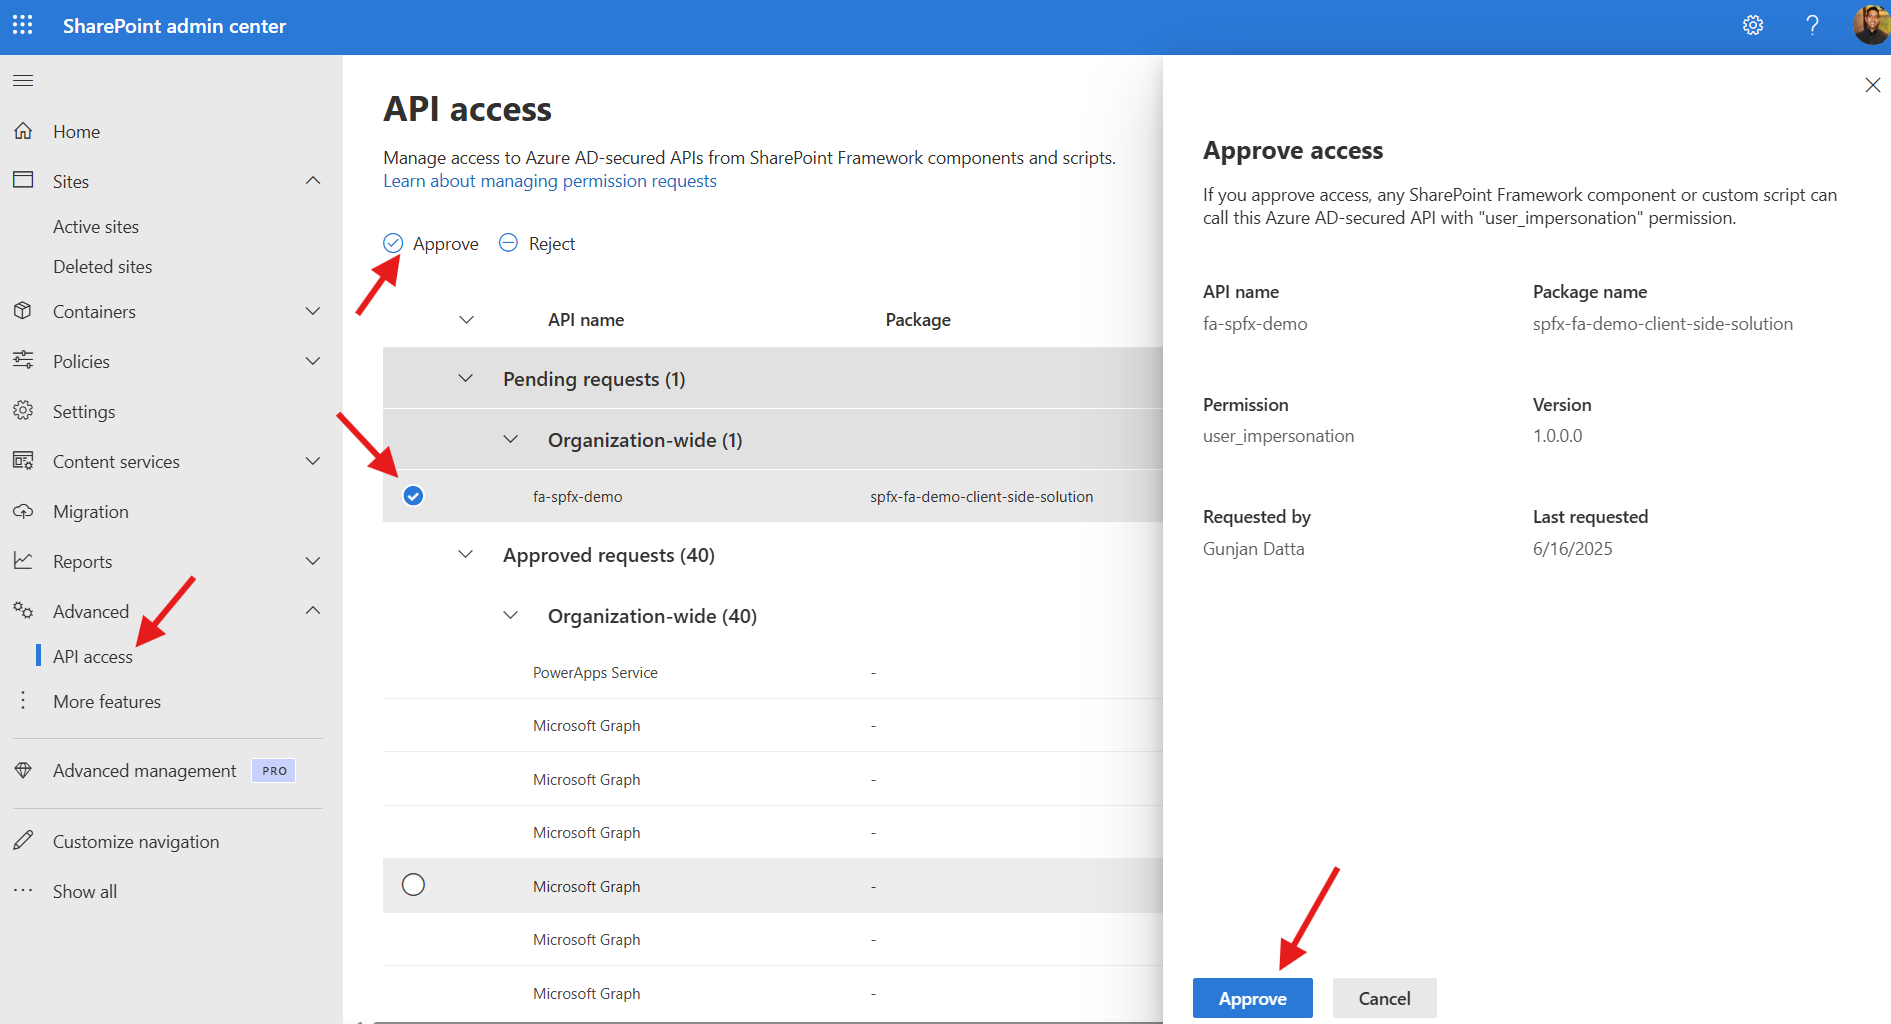 SharePoint admin center
Home
Sites
Active sites
Deleted sites
Containers
Policies
Settings
Content services
Migration
Reports
Advanced
API access
More features
Advanced management PRO
Customize navigation
Show all
API access
Manage access to Azure AD-secured APIs from SharePoint Framework components and scripts.
Learn about managing permission requests
Approve Reject
API name Package
Pending requests (1)
Organization-wide (1)
fa-spfx-demo spfx-fa-demo-client-side-solution
Approved requests (40)
Organization-wide (40)
PowerApps Service -
Microsoft Graph -
Microsoft Graph -
Microsoft Graph -
Microsoft Graph -
Microsoft Graph -
Microsoft Graph -
Approve access
If you approve access, any SharePoint Framework component or custom script can
call this Azure AD-secured API with "user_impersonation" permission.
API name Package name
fa-spfx-demo spfx-fa-demo-client-side-solution
Permission Version
user_impersonation 1.0.0.0
Requested by Last requested
Gunjan Datta 6/16/2025
Approve Cancel